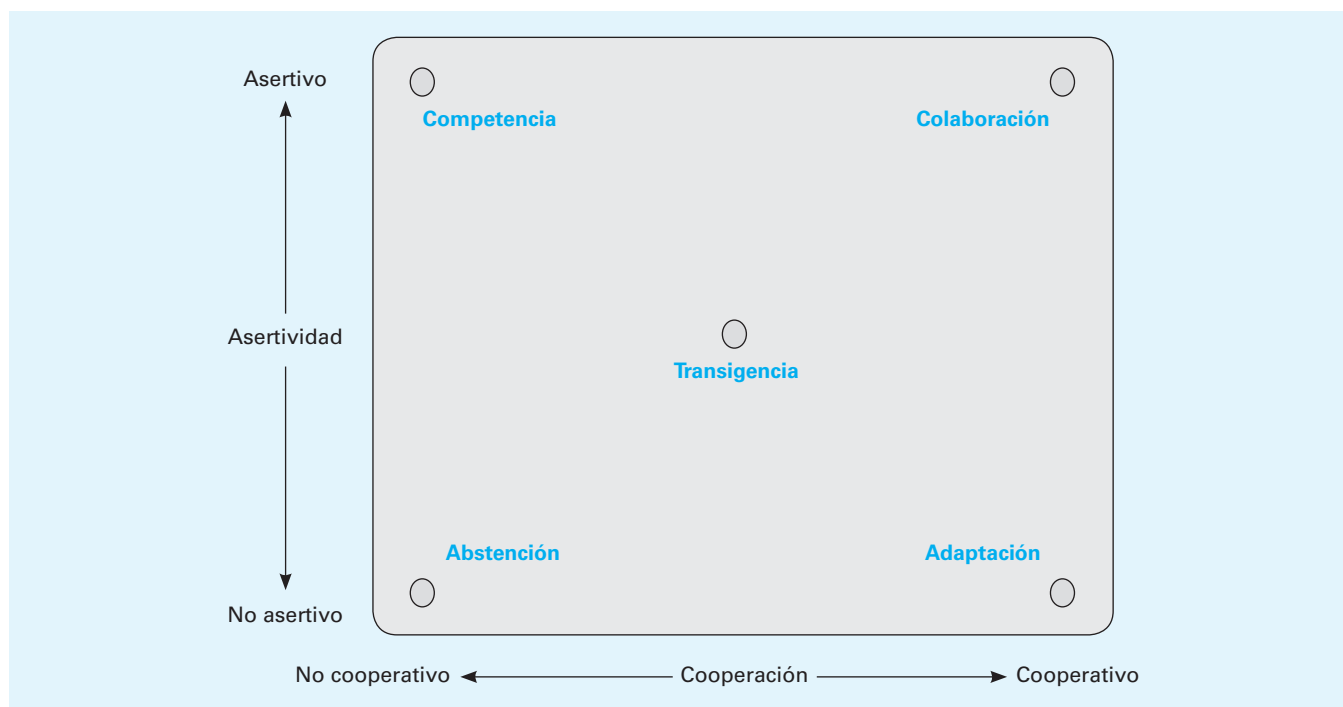 Asertivo
Competencia
Colaboración
Asertividad
Transigencia
Abstención
Adaptación
No asertivo
No cooperativo
Cooperación
Cooperativo